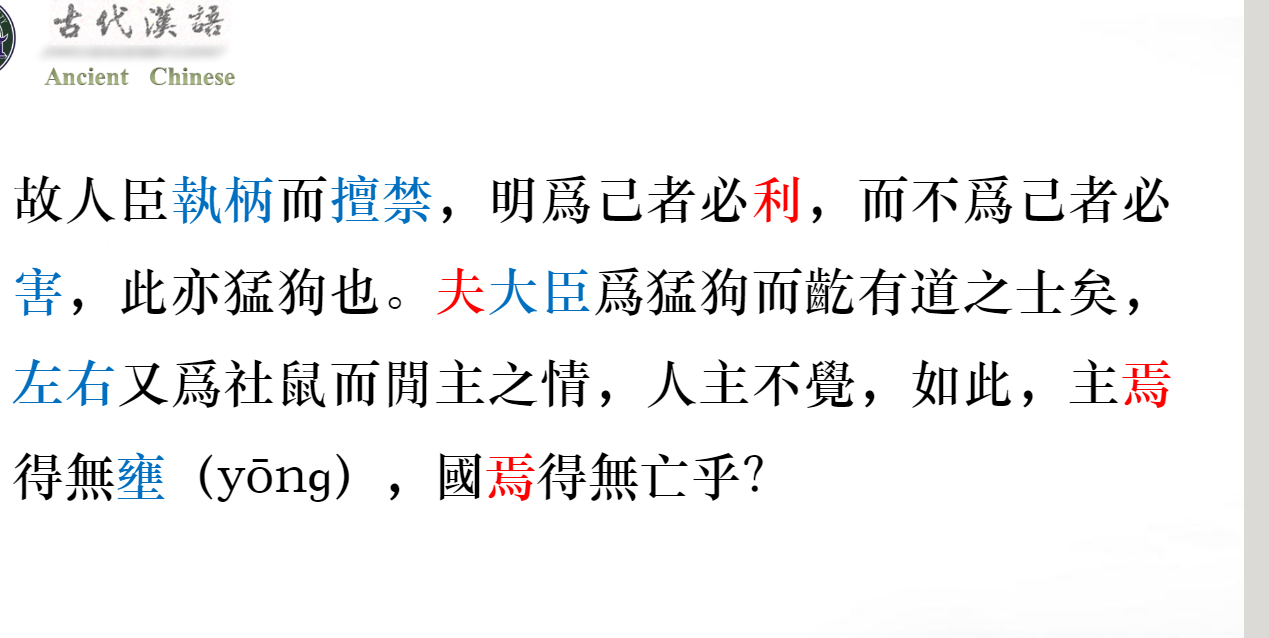 古代漢語
Ancient Chinese
故人臣執柄而擅禁，明爲己者必利，而不爲己者必
害，此亦猛狗也。夫大臣爲猛狗而齕有道之士矣，
左右又爲社鼠而閒主之情，人主不覺，如此，主焉
得無壅（yōng），國焉得無亡乎？